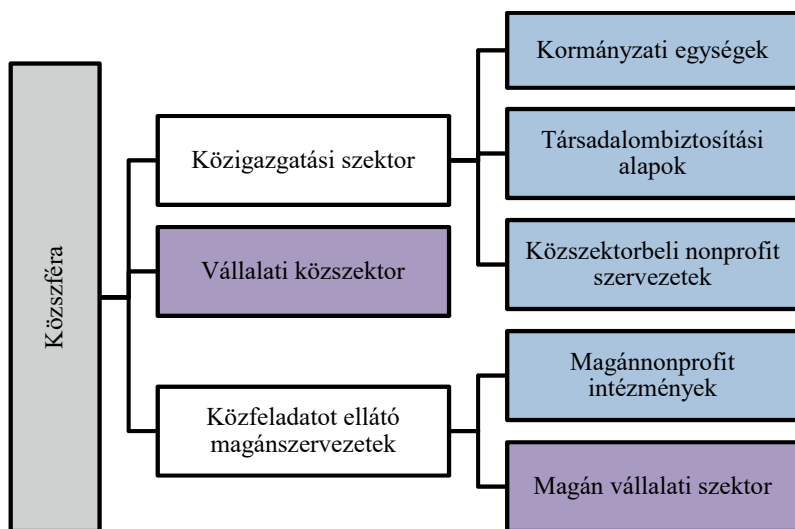 Közszféra
Közigazgatási szektor
Kormányzati egységek
Társadalombiztosítási
alapok
Közszektorbeli nonprofit
szervezetek
Vállalati közszektor
Közfeladatot ellátó
magánszervezetek
Magánnonprofit
intézmények
Magán vállalati szektor